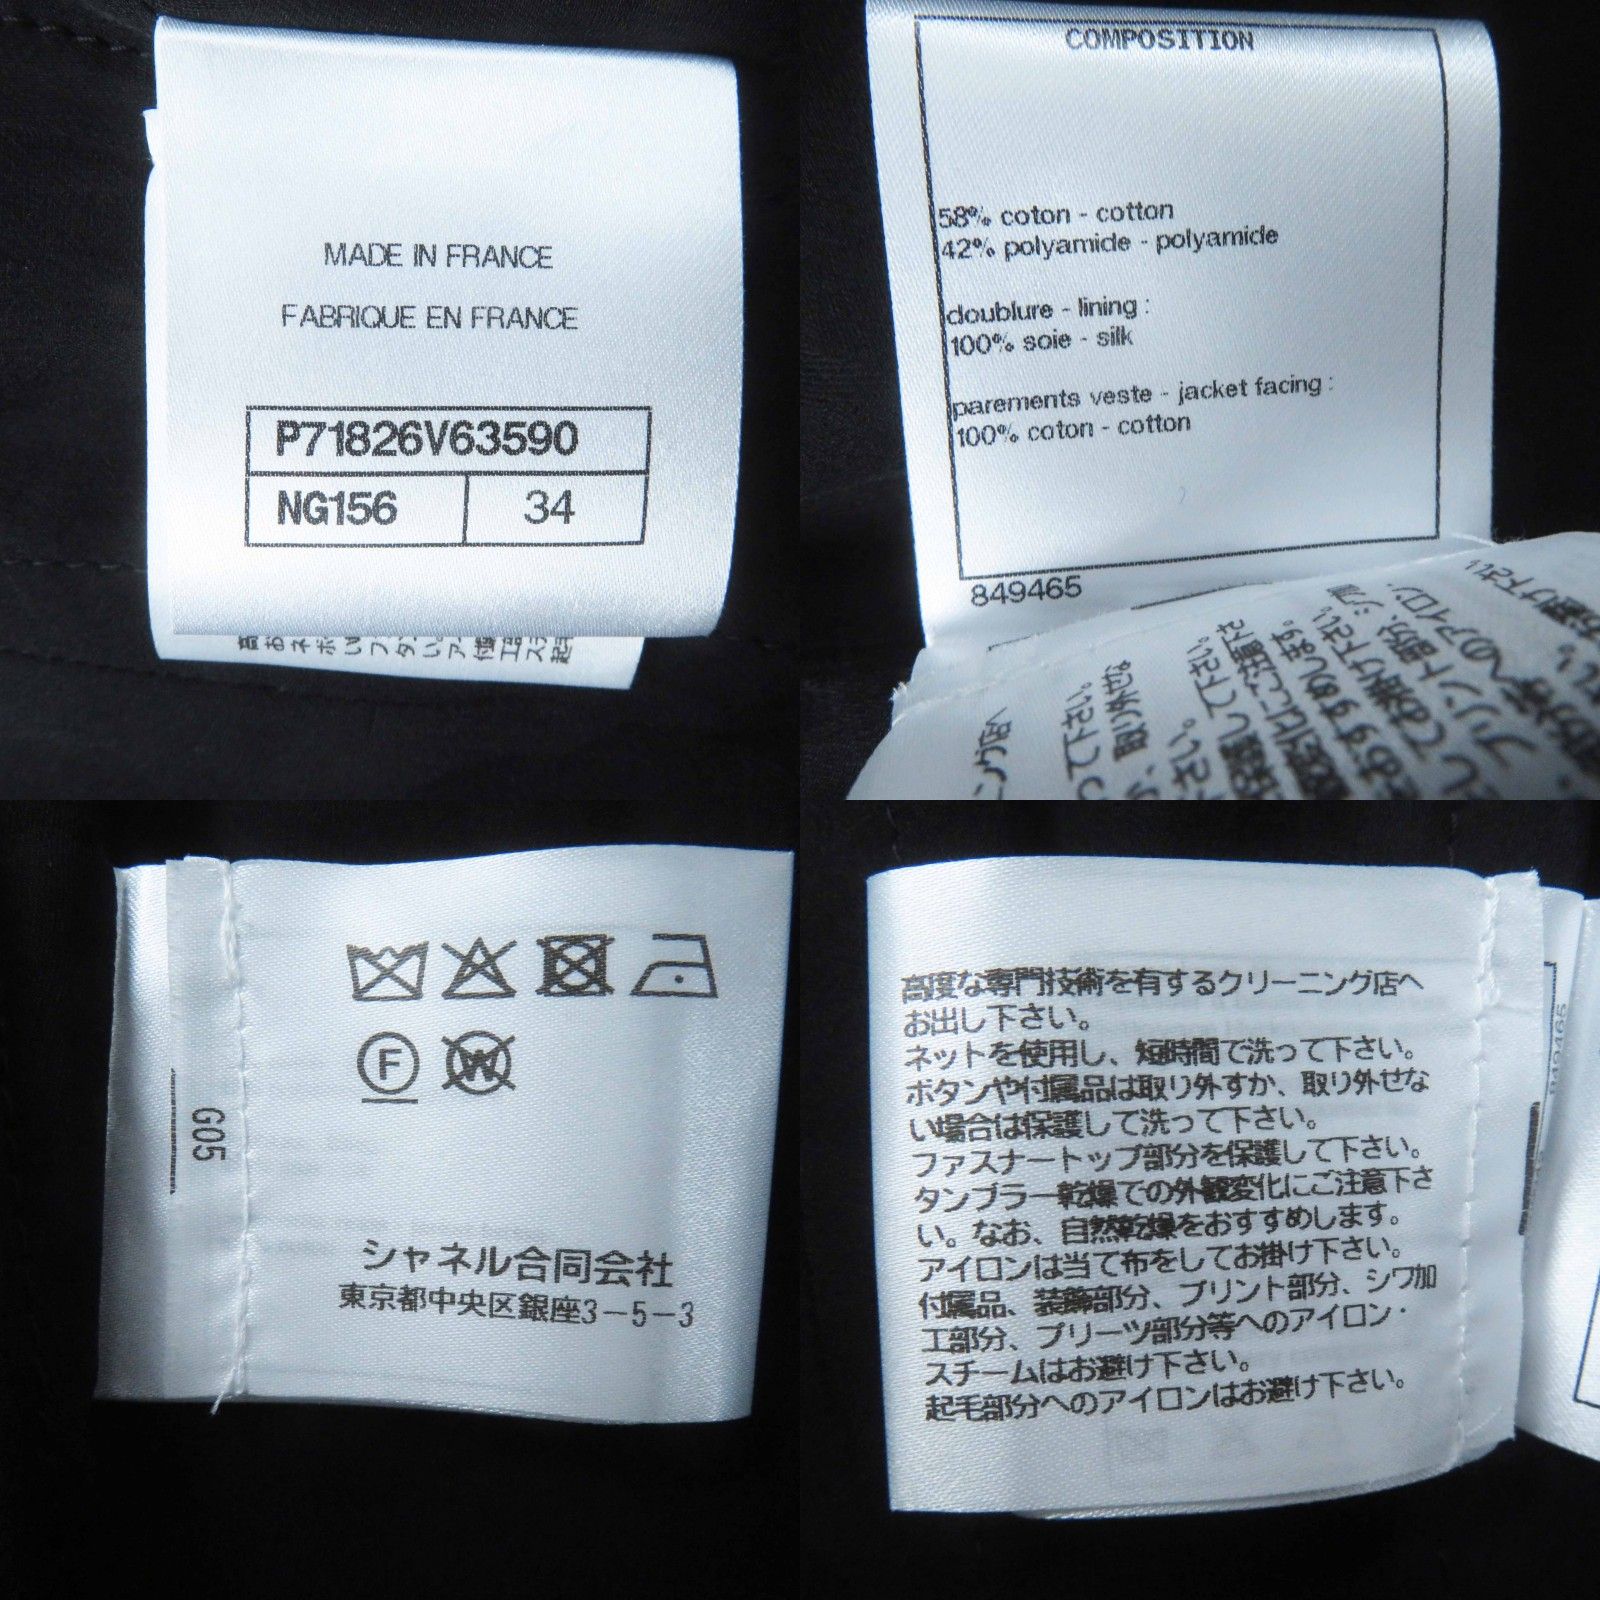 MADE IN FRANCE
FABRIQUE EN FRANCE
P71826V63590
NG156 34
COMPOSITION
58% coton - cotton
42% polyamide - polyamide
doublure - lining :
100% soie - silk
parements veste - jacket facing :
100% coton - cotton
849465
F
W
G05
シャネル合同会社
東京都中央区銀座3-5-3
高度な専門技術を有するクリーニング店へ
お出し下さい。
ネットを使用し、短時間で洗って下さい。
ボタンや付属品は取り外すか、取り外せな
い場合は保護して洗って下さい。
ファスナートップ部分を保護して下さい。
タンブラー乾燥での外観変化にご注意下さ
い。なお、自然乾燥をおすすめします。
アイロンは当て布をしてお掛け下さい。
付属品、装飾部分、プリント部分、シワ加
工部分、プリーツ部分等へのアイロン・
スチームはお避け下さい。
起毛部分へのアイロンはお避け下さい。
849465